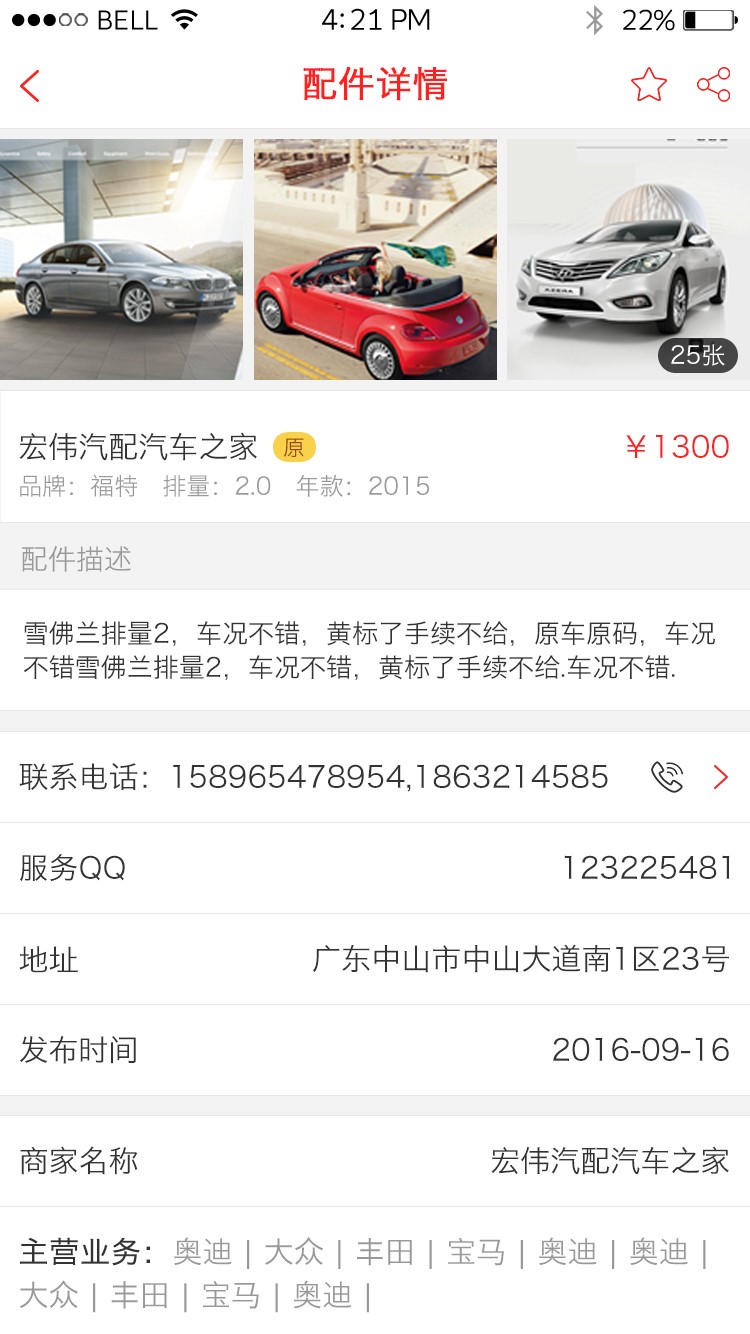 BELL 4:21 PM 22%
配件详情
AZERA
25张
宏伟汽配汽车之家 原 ￥1300
品牌：福特 排量：2.0 年款：2015
配件描述
雪佛兰排量2，车况不错，黄标了手续不给，原车原码，车况
不错雪佛兰排量2，车况不错，黄标了手续不给.车况不错.
联系电话：158965478954,1863214585
服务QQ 123225481
地址 广东中山市中山大道南1区23号
发布时间 2016-09-16
商家名称 宏伟汽配汽车之家
主营业务：奥迪 | 大众 | 丰田 | 宝马 | 奥迪 | 奥迪 |
大众 | 丰田 | 宝马 | 奥迪 |